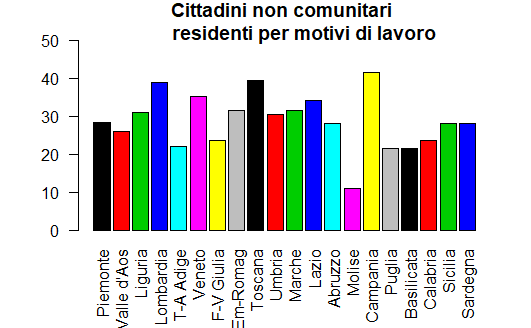 Cittadini non comunitari
residenti per motivi di lavoro
50
40
30
20
10
0
Piemonte
Valle d'Aos
Liguria
Lombardia
T-A Adige
Veneto
F-V Giulia
Em-Romag
Toscana
Umbria
Marche
Lazio
Abruzzo
Molise
Campania
Puglia
Basilicata
Calabria
Sicilia
Sardegna